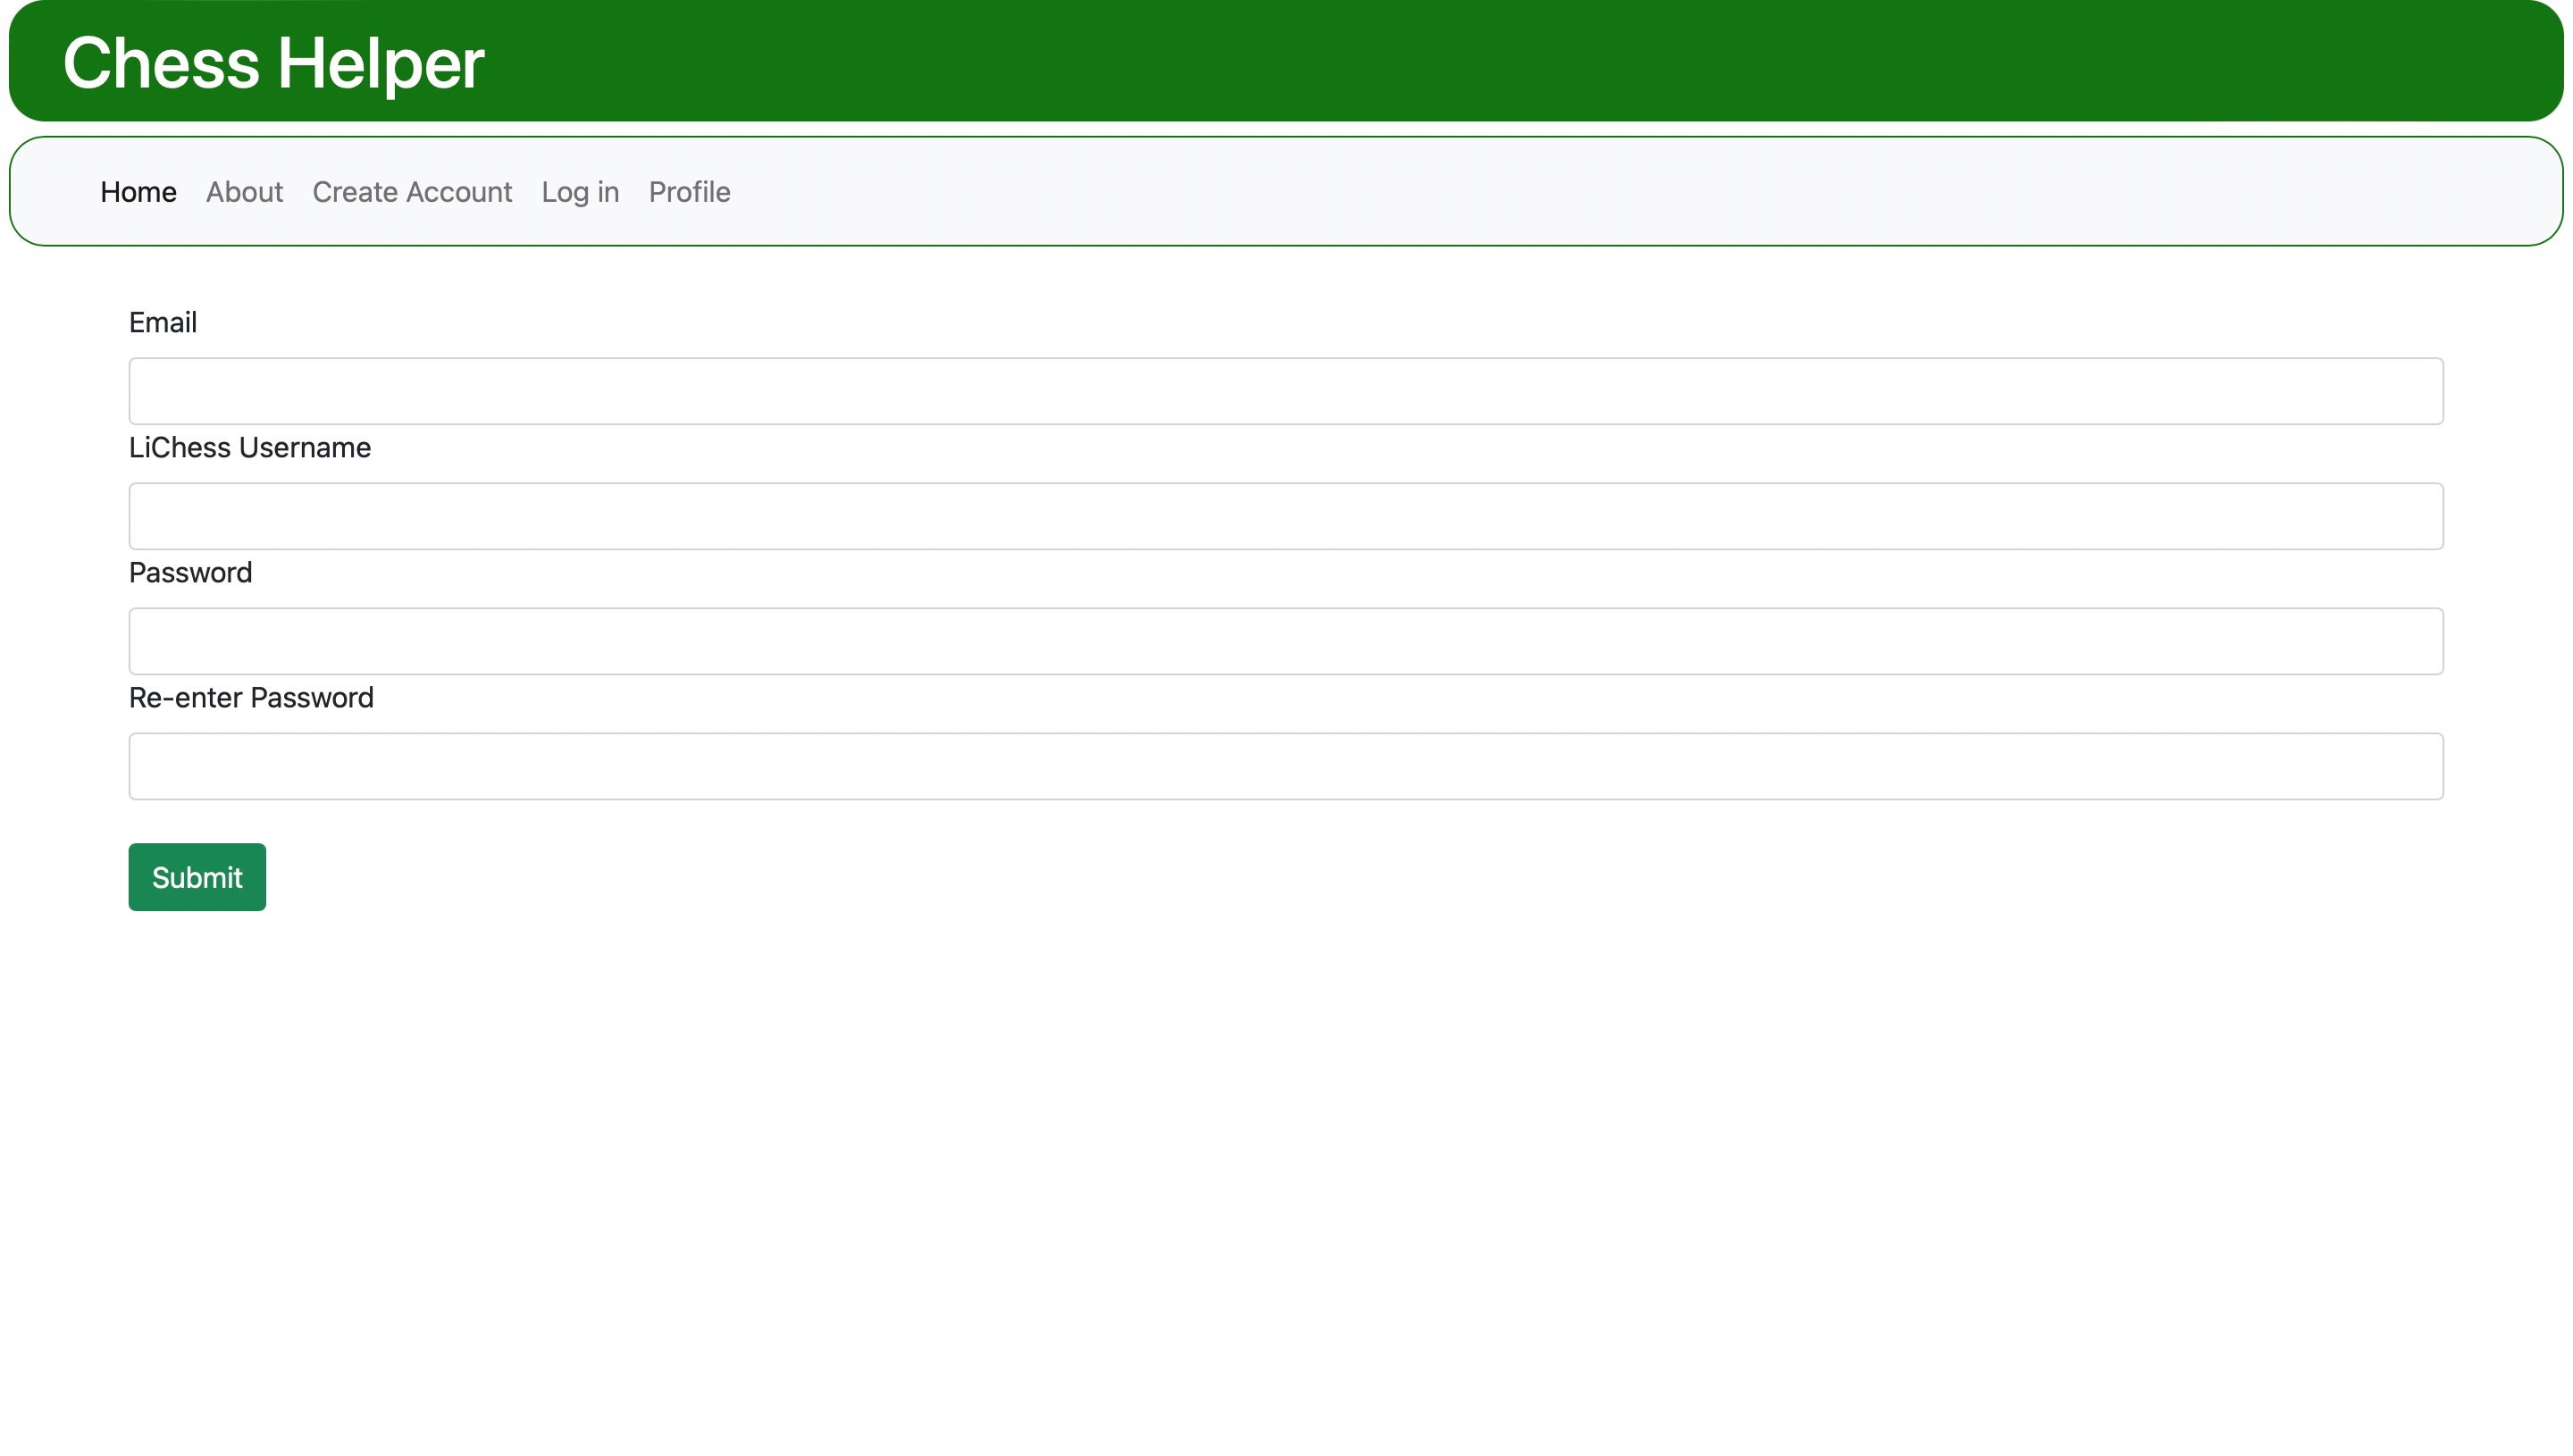 Chess Helper
Home About Create Account Log in Profile
Email
LiChess Username
Password
Re-enter Password
Submit